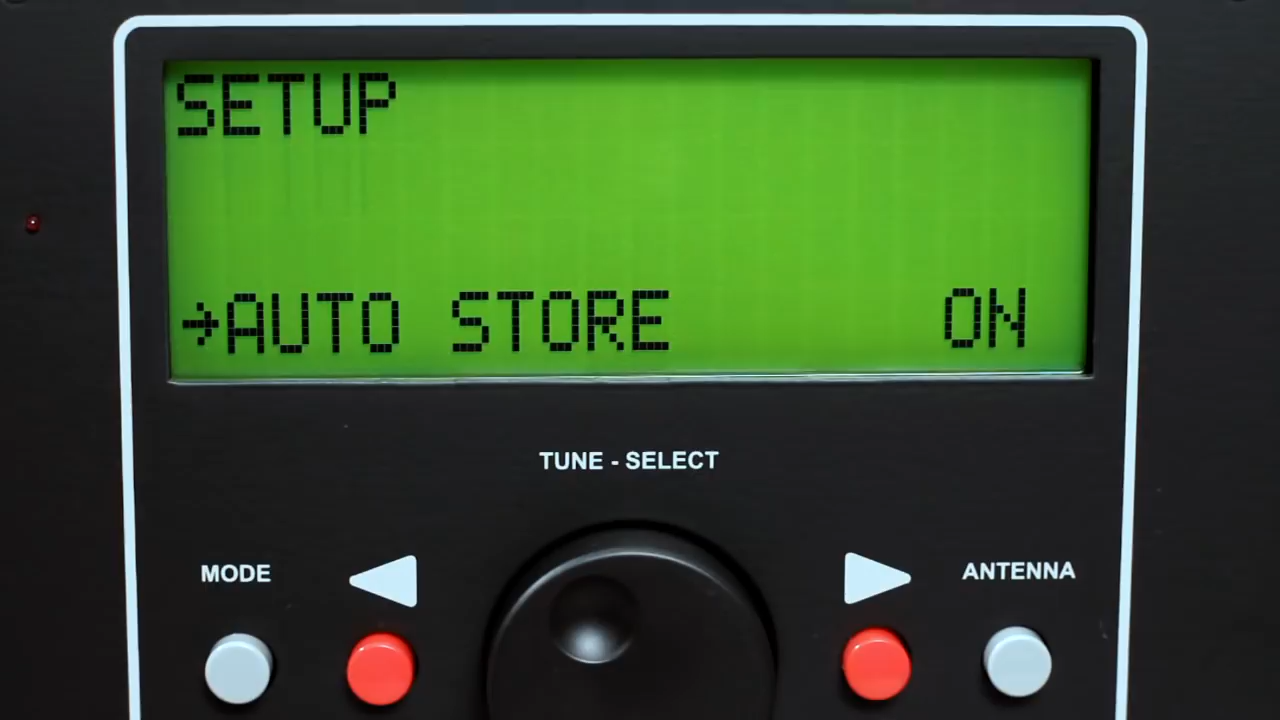 SETUP
→AUTO STORE ON
TUNE - SELECT
MODE
ANTENNA